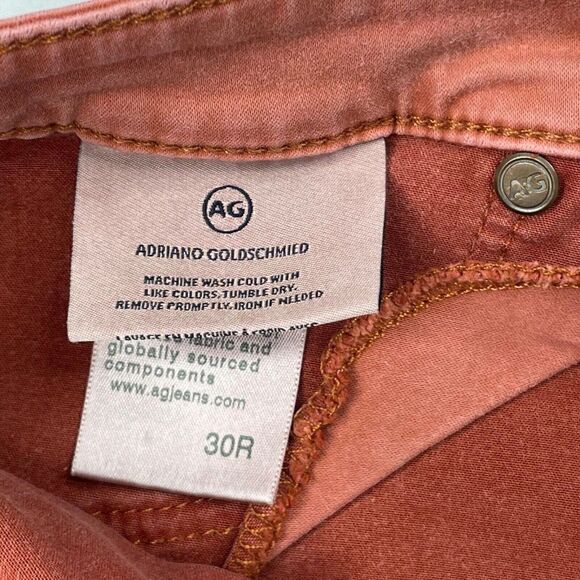 AG
AG
ADRIANO GOLDSCHMIED
MACHINE WASH COLD WITH
LIKE COLORS. TUMBLE DRY.
REMOVE PROMPTLY. IRON IF NEEDED
fabric and
globally sourced
components
www.agjeans.com
30R